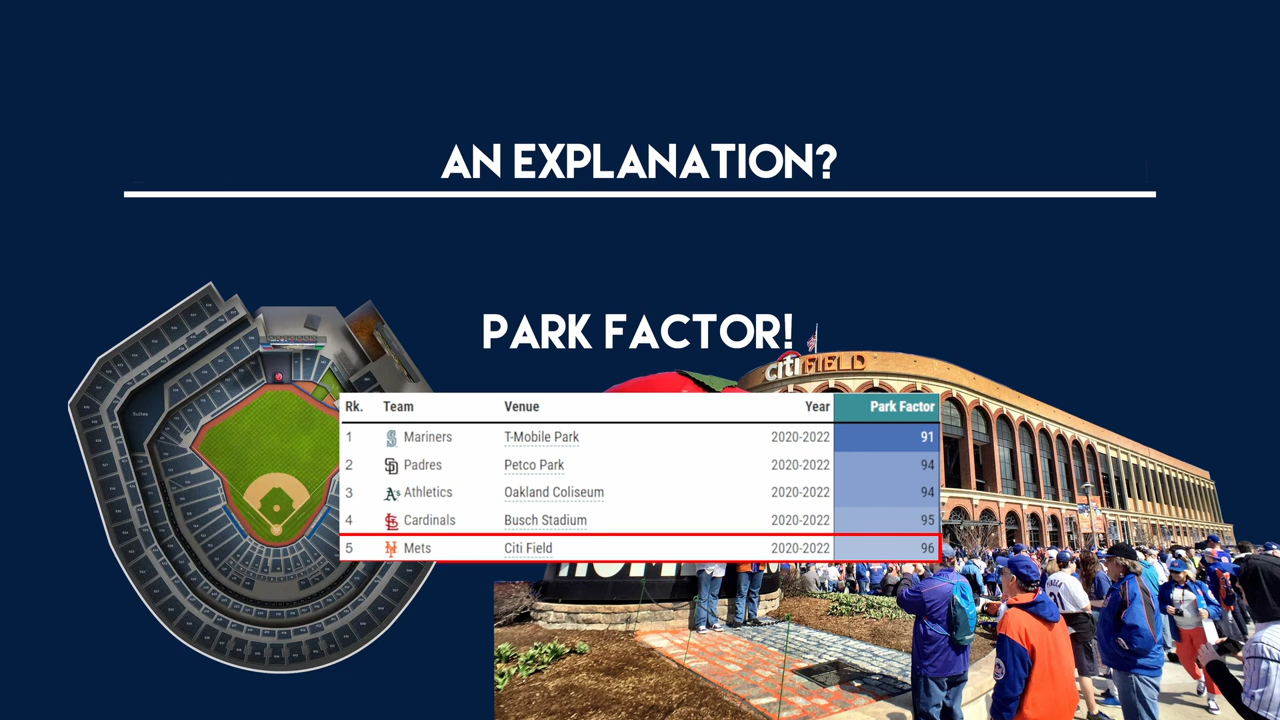 AN EXPLANATION?
PARK FACTOR!
citi FIELD
Rk. Team Venue Year Park Factor
1 Mariners T-Mobile Park 2020-2022 91
2 Padres Petco Park 2020-2022 94
3 Athletics Oakland Coliseum 2020-2022 94
4 Cardinals Busch Stadium 2020-2022 95
5 Mets Citi Field 2020-2022 96
Suites